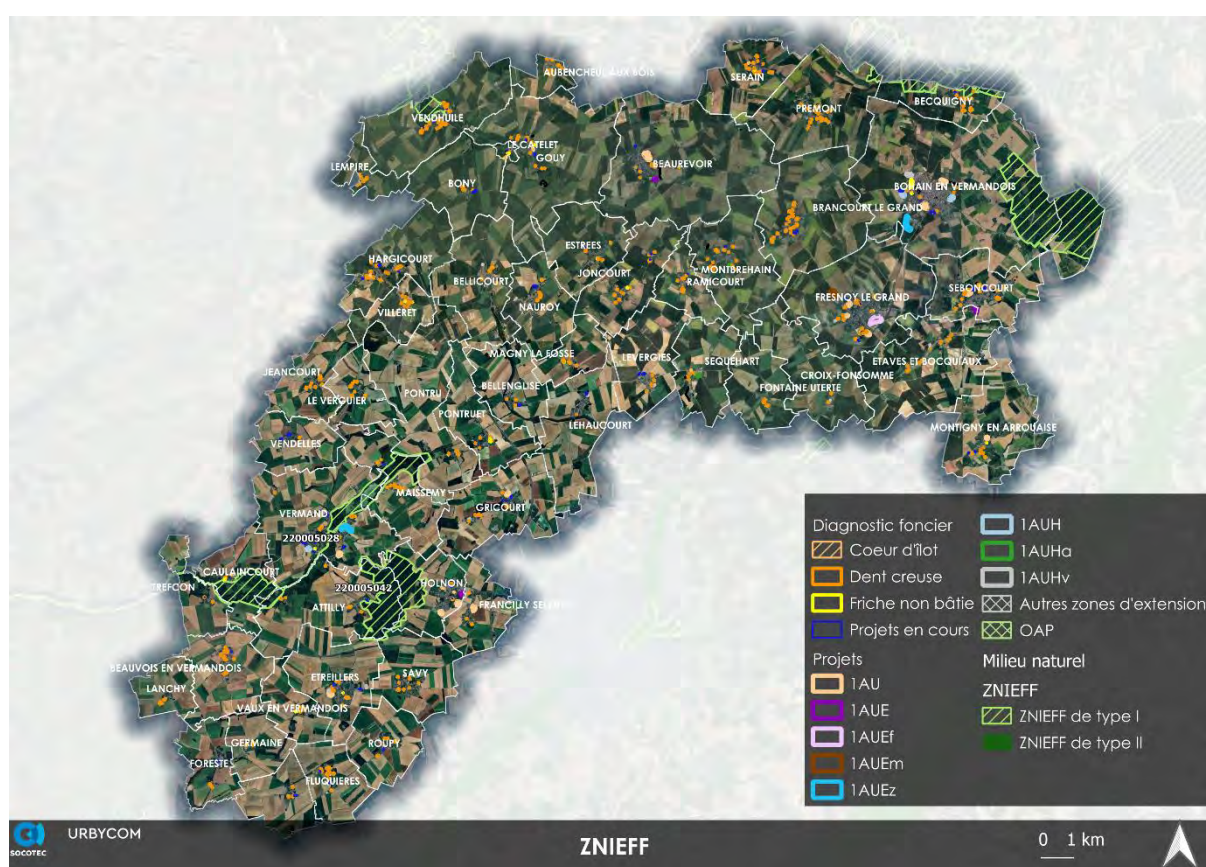 AUBENCHEUL AUX BOIS
SERAIN
BECQUIGNY
PREMONT
VENDHUILE
LE CATELET
GOUY
BEAUREVOIR
LEMPIRE
BONY
BOHAIN EN VERMANDOIS
BRANCOURT LE GRAND
ESTREES
HARGICOURT
JONCOURT
MONTBREHAIN
BELLICOURT
RAMICOURT
SEBONCOURT
VILLERET
NAUROY
FRESNOY LE GRAND
MAGNY LA FOSSE
LEVERGIES
SEQUEHART
ETAVES ET BOCQUIAUX
JEANCOURT
BELLENGLISE
CROIX-FONSOMME
LE VERGUIER
PONTRU
FONTAINE UTERTE
PONTRUET
LEHAUCOURT
MONTIGNY EN ARROUAISE
VENDELLES
MAISSEMY
GRICOURT
VERMAND
220005028
CAULAINCOURT
TREFCON
220005042
HOLNON
ATTILLY
FRANCILLY SELENCY
BEAUVOIS EN VERMANDOIS
LANCHY
ETREILLERS
SAVY
VAUX EN VERMANDOIS
GERMAINE
ROUPY
FORESTE
FLUQUIERES
Diagnostic foncier
Coeur d'îlot
Dent creuse
Friche non bâtie
Projets en cours
Projets
1AU
1AUE
1AUEf
1AUEm
1AUEz
1AUH
1AUHa
1AUHv
Autres zones d'extension
OAP
Milieu naturel
ZNIEFF
ZNIEFF de type I
ZNIEFF de type II
SOCOTEC
URBYCOM
ZNIEFF
0 1 km